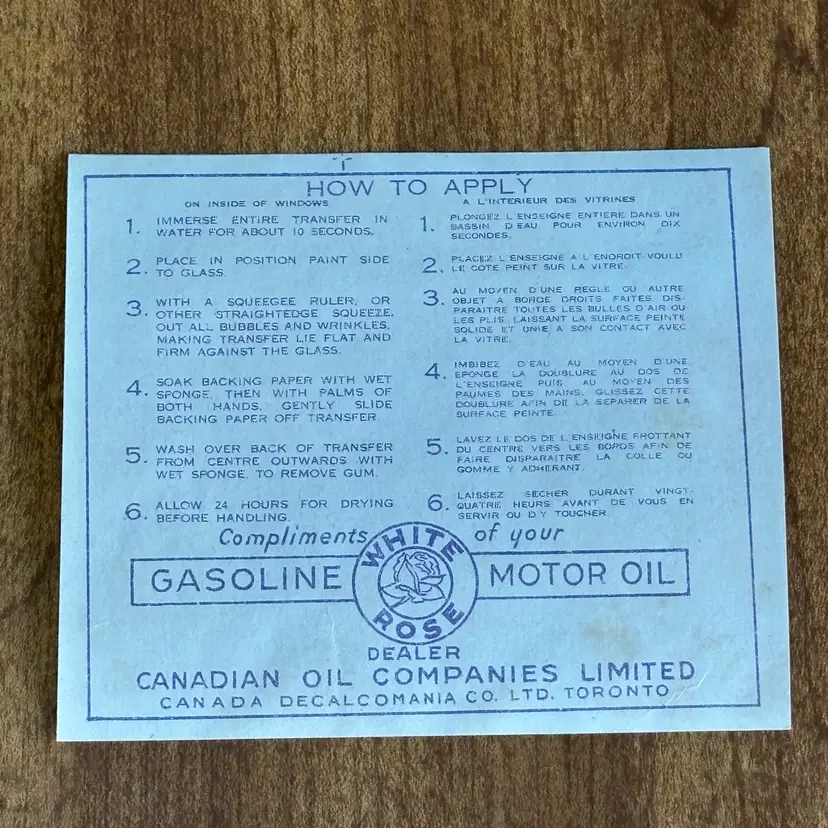 HOW TO APPLY
ON INSIDE OF WINDOWS
1. IMMERSE ENTIRE TRANSFER IN
WATER FOR ABOUT 10 SECONDS.
2. PLACE IN POSITION PAINT SIDE
TO GLASS.
3. WITH A SQUEEGEE RULER, OR
OTHER STRAIGHTEDGE SQUEEZE,
OUT ALL BUBBLES AND WRINKLES,
MAKING TRANSFER LIE FLAT AND
FIRM AGAINST THE GLASS.
4. SOAK BACKING PAPER WITH WET
SPONGE, THEN WITH PALMS OF
BOTH HANDS, GENTLY SLIDE
BACKING PAPER OFF TRANSFER.
5. WASH OVER BACK OF TRANSFER
FROM CENTRE OUTWARDS WITH
WET SPONGE, TO REMOVE GUM.
6. ALLOW 24 HOURS FOR DRYING
BEFORE HANDLING.
A L'INTERIEUR DES VITRINES
1. PLONGEZ L'ENSEIGNE ENTIERE DANS UN
BASSIN D'EAU POUR ENVIRON DIX
SECONDES.
2. PLACEZ L'ENSEIGNE A L'ENDROIT VOULU
LE COTE PEINT SUR LA VITRE.
3. AU MOYEN D'UNE REGLE OU AUTRE
OBJET A BORDE DROITS FAITES DIS-
PARAITRE TOUTES LES BULLES D'AIR OU
LES PLIS, LAISSANT LA SURFACE PEINTE
SOLIDE ET UNIE A SON CONTACT AVEC
LA VITRE.
4. IMBIBEZ D'EAU AU MOYEN D'UNE
EPONGE LA DOUBLURE AU DOS DE
L'ENSEIGNE PUIS AU MOYEN DES
PAUMES DES MAINS, GLISSEZ CETTE
DOUBLURE AFIN DE LA SEPARER DE LA
SURFACE PEINTE.
5. LAVEZ LE DOS DE L'ENSEIGNE FROTTANT
DU CENTRE VERS LES BORDS AFIN DE
FAIRE DISPARAITRE LA COLLE OU
GOMME Y ADHERANT.
6. LAISSEZ SECHER DURANT VINGT-
QUATRE HEURS AVANT DE VOUS EN
SERVIR OU D'Y TOUCHER.
Compliments of your
GASOLINE WHITE ROSE MOTOR OIL
DEALER
CANADIAN OIL COMPANIES LIMITED
CANADA DECALCOMANIA CO. LTD. TORONTO